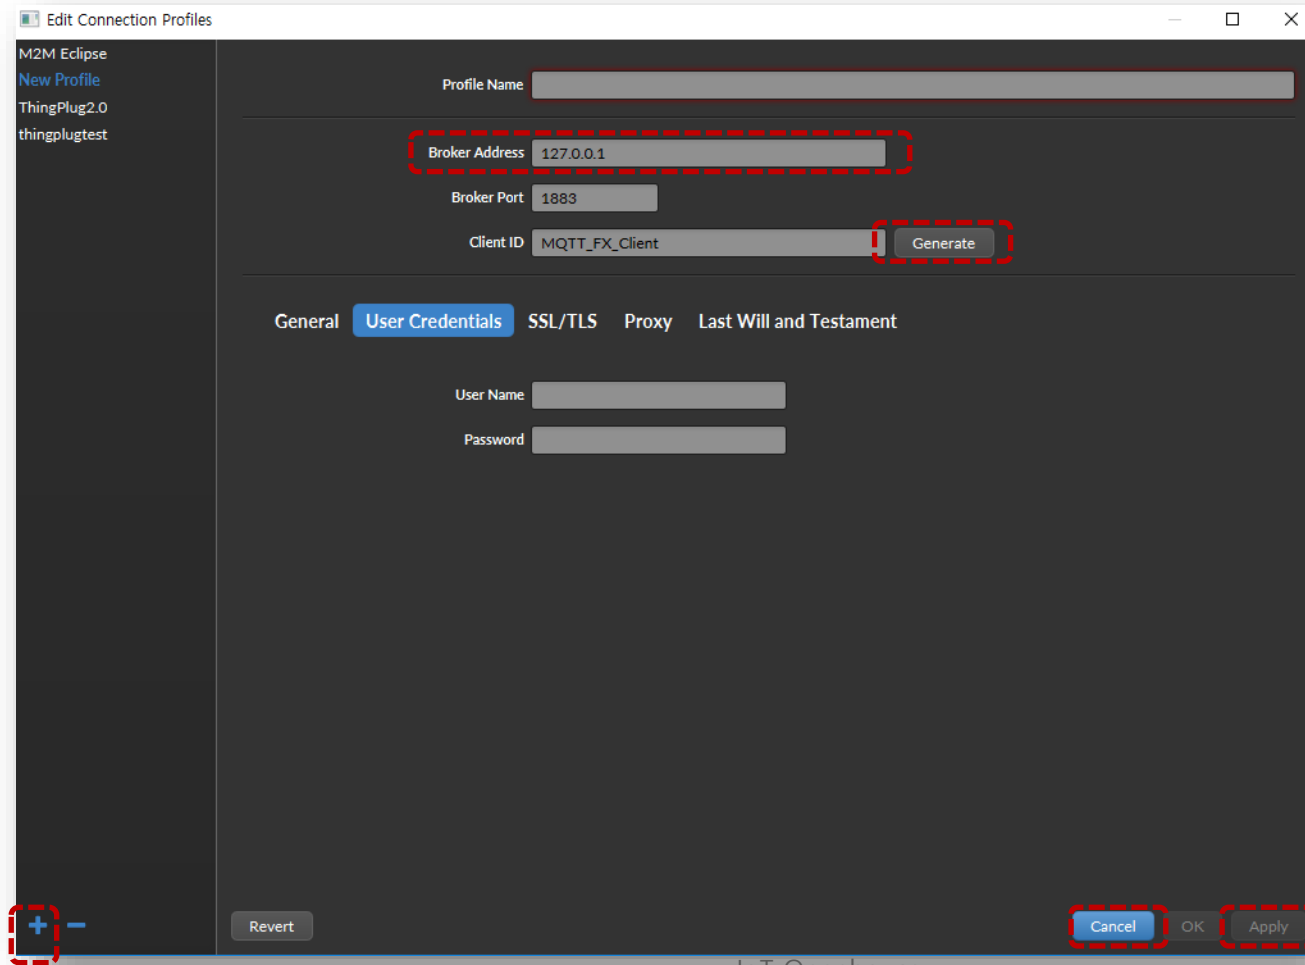 Edit Connection Profiles
M2M Eclipse
New Profile
ThingPlug2.0
thingplugtest
Profile Name
Broker Address 127.0.0.1
Broker Port 1883
Client ID MQTT_FX_Client Generate
General User Credentials SSL/TLS Proxy Last Will and Testament
User Name
Password
+ −
Revert Cancel OK Apply